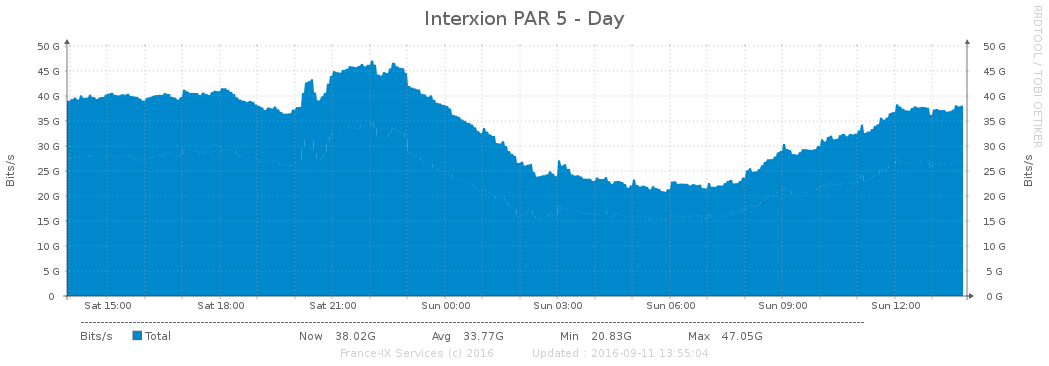 Interxion PAR 5 - Day
RRDTOOL / TOBI OETIKER
Bits/s
50 G
45 G
40 G
35 G
30 G
25 G
20 G
15 G
10 G
5 G
0
50 G
45 G
40 G
35 G
30 G
25 G
20 G
15 G
10 G
5 G
0 G
Bits/s
Sat 15:00 Sat 18:00 Sat 21:00 Sun 00:00 Sun 03:00 Sun 06:00 Sun 09:00 Sun 12:00
Bits/s Total Now 38.02G Avg 33.77G Min 20.83G Max 47.05G
France-IX Services (c) 2016 Updated : 2016-09-11 13:55:04